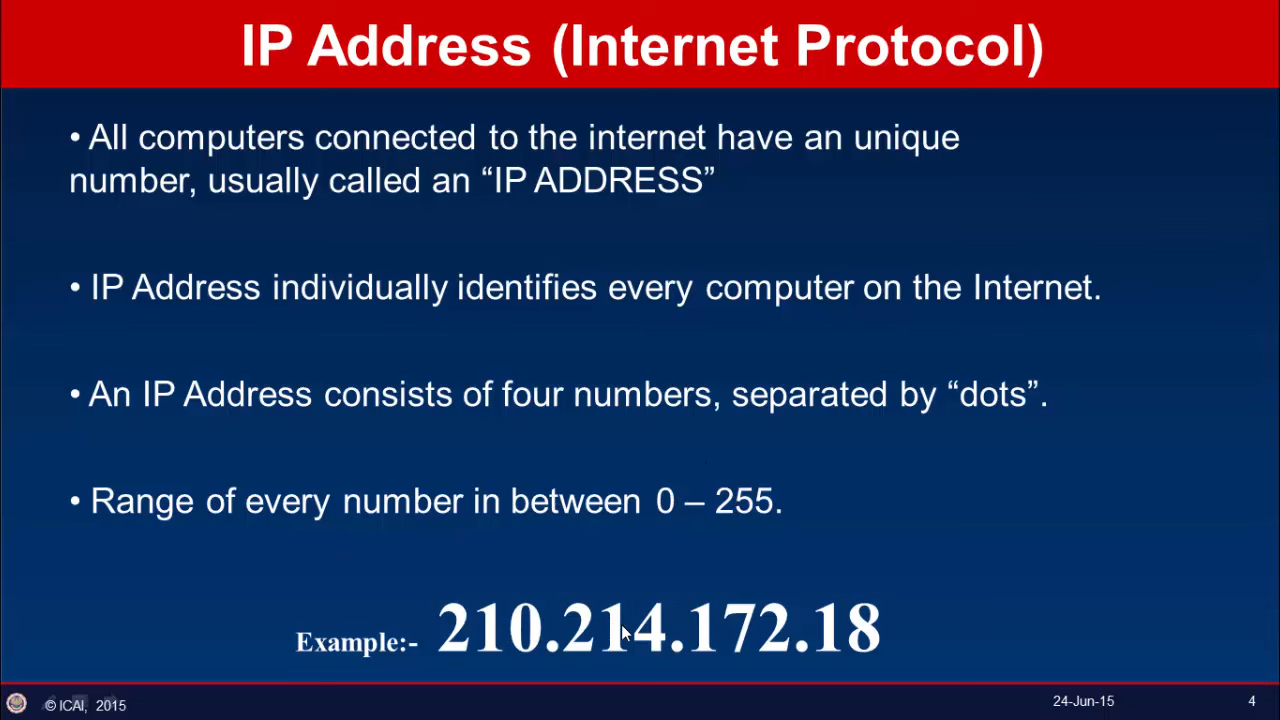 IP Address (Internet Protocol)
• All computers connected to the internet have an unique
number, usually called an “IP ADDRESS”
• IP Address individually identifies every computer on the Internet.
• An IP Address consists of four numbers, separated by “dots”.
• Range of every number in between 0 – 255.
Example:- 210.214.172.18
© ICAI, 2015 24-Jun-15 4